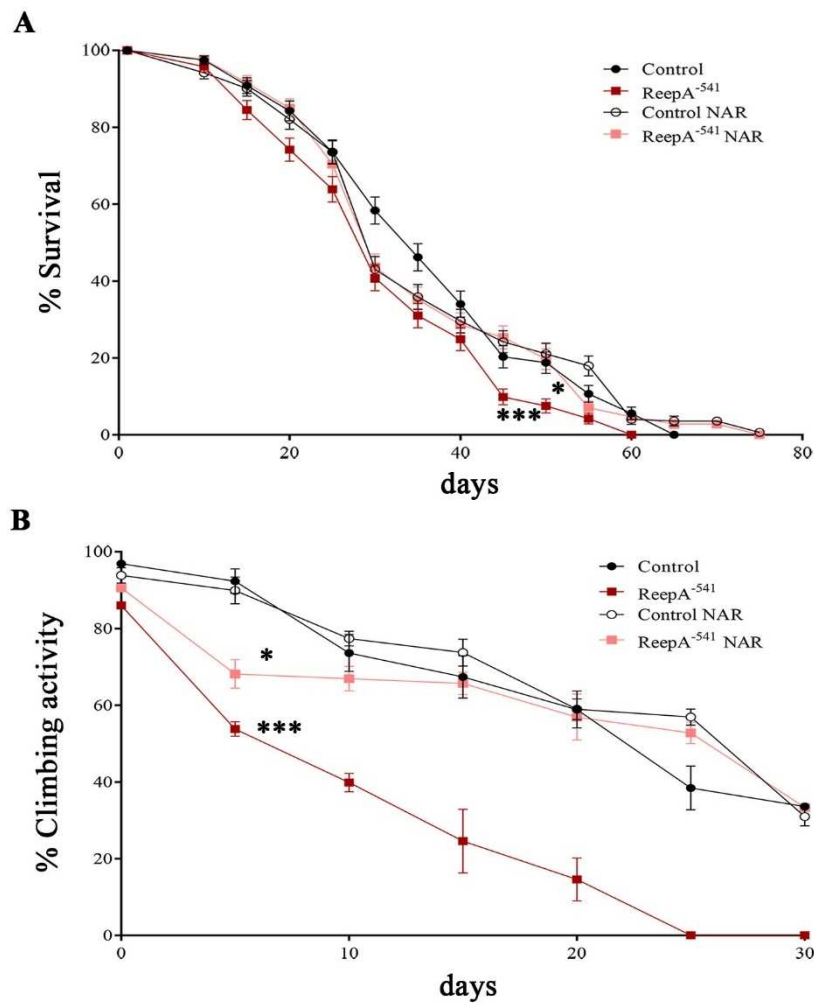 A
% Survival
100
80
60
40
20
0
0
20
40
60
80
days
Control
ReepA⁻⁵⁴¹
Control NAR
ReepA⁻⁵⁴¹ NAR
*
***
B
% Climbing activity
100
80
60
40
20
0
0
10
20
30
days
Control
ReepA⁻⁵⁴¹
Control NAR
ReepA⁻⁵⁴¹ NAR
*
***